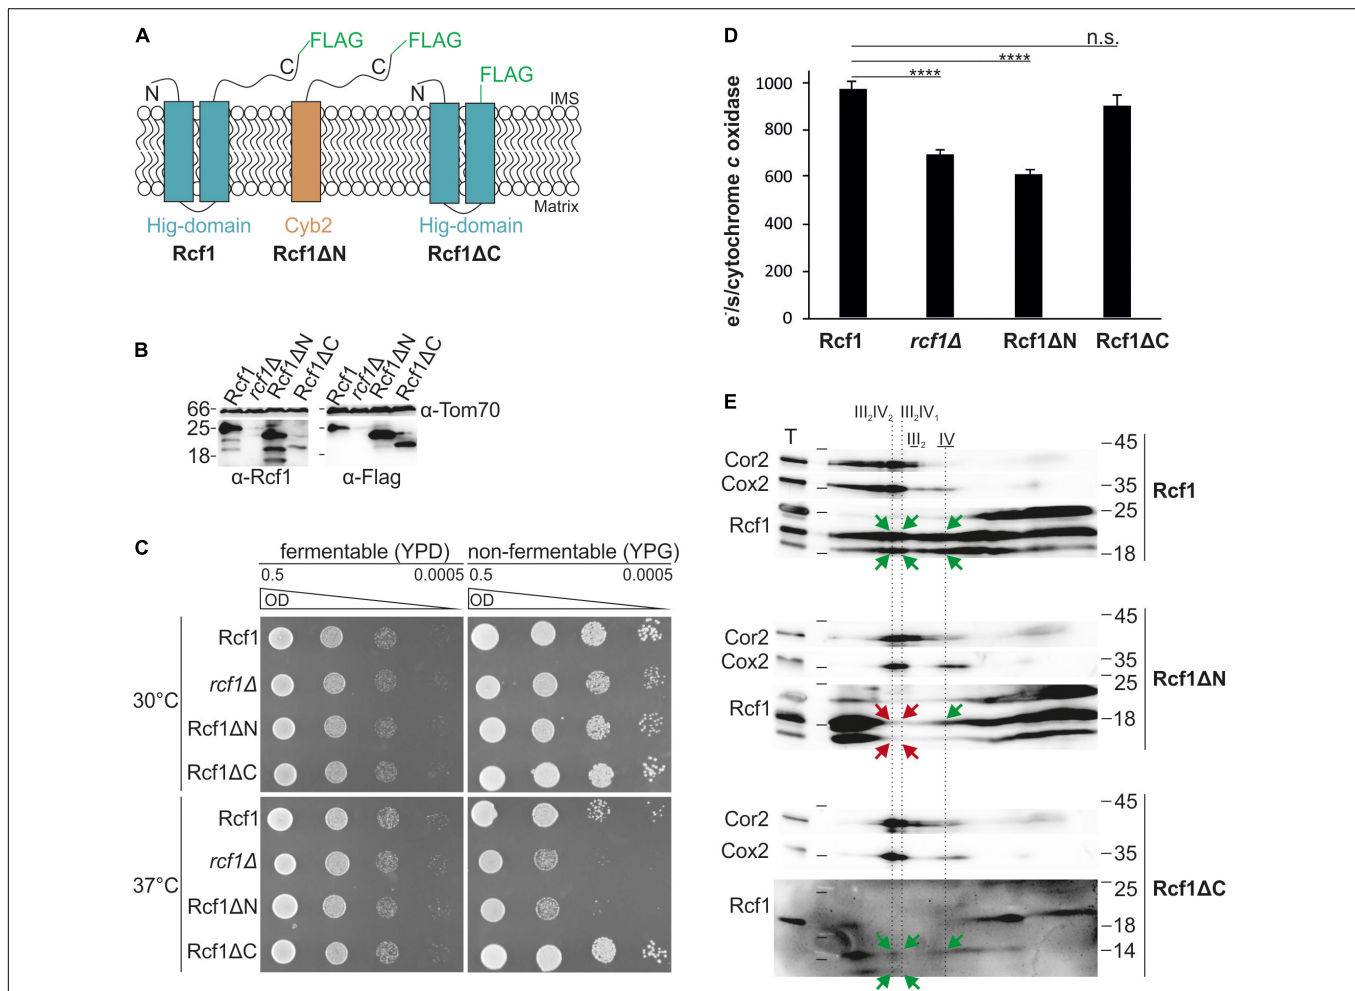 A
FLAG
FLAG
FLAG
N
C
C
N
IMS
Matrix
Hig-domain
Cyb2
Hig-domain
Rcf1
Rcf1ΔN
Rcf1ΔC
B
Rcf1
rcf1Δ
Rcf1ΔN
Rcf1ΔC
Rcf1
rcf1Δ
Rcf1ΔN
Rcf1ΔC
66
α-Tom70
25
18
α-Rcf1
α-Flag
C
fermentable (YPD)
non-fermentable (YPG)
0.5
0.0005
0.5
0.0005
OD
OD
30°C
Rcf1
rcf1Δ
Rcf1ΔN
Rcf1ΔC
37°C
Rcf1
rcf1Δ
Rcf1ΔN
Rcf1ΔC
D
n.s.
****
****
e⁻/s/cytochrome c oxidase
1000
800
600
400
200
0
Rcf1
rcf1Δ
Rcf1ΔN
Rcf1ΔC
E
III₂IV₂
III₂IV₁
T
III₂
IV
Cor2
Cox2
Rcf1
45
35
25
18
Rcf1
Cor2
Cox2
Rcf1
45
35
25
18
Rcf1ΔN
Cor2
Cox2
Rcf1
45
35
25
18
14
Rcf1ΔC